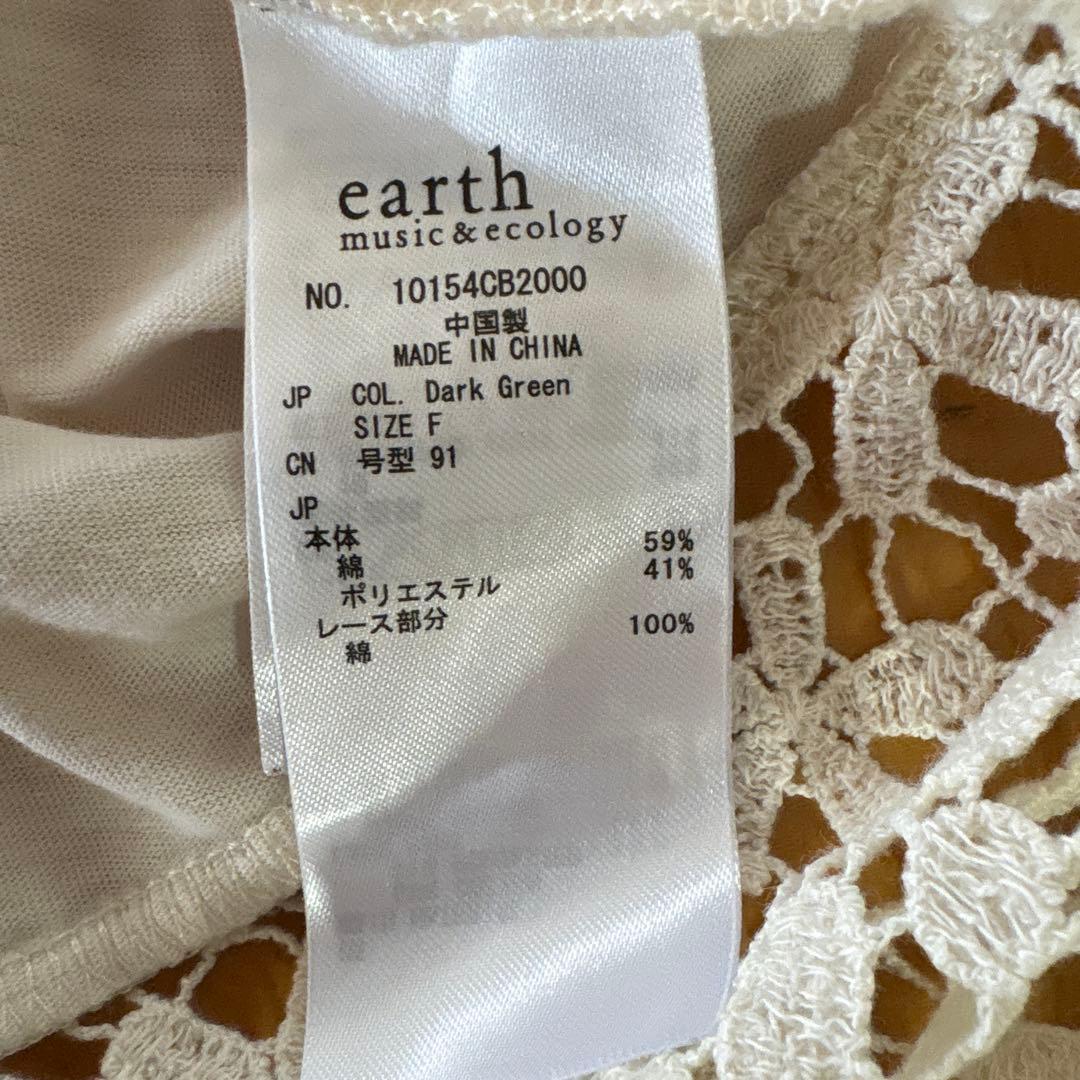 earth
music & ecology
NO. 10154CB2000
中国製
MADE IN CHINA
JP COL. Dark Green
SIZE F
CN 号型 91
JP
本体
綿 59%
ポリエステル 41%
レース部分
綿 100%